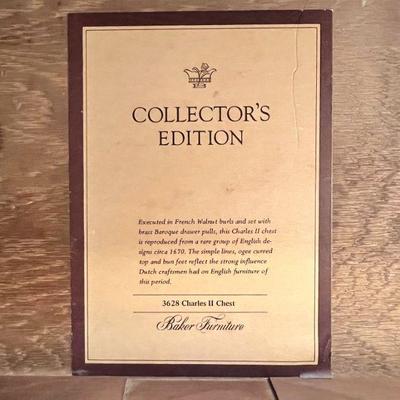 COLLECTOR'S
EDITION
Executed in French Walnut burls and set with
brass Baroque drawer pulls, this Charles II chest
is reproduced from a rare group of English de-
signs circa 1670. The simple lines, ogee curved
top and bun feet reflect the strong influence
Dutch craftsmen had on English furniture of
this period.
3628 Charles II Chest
Baker Furniture